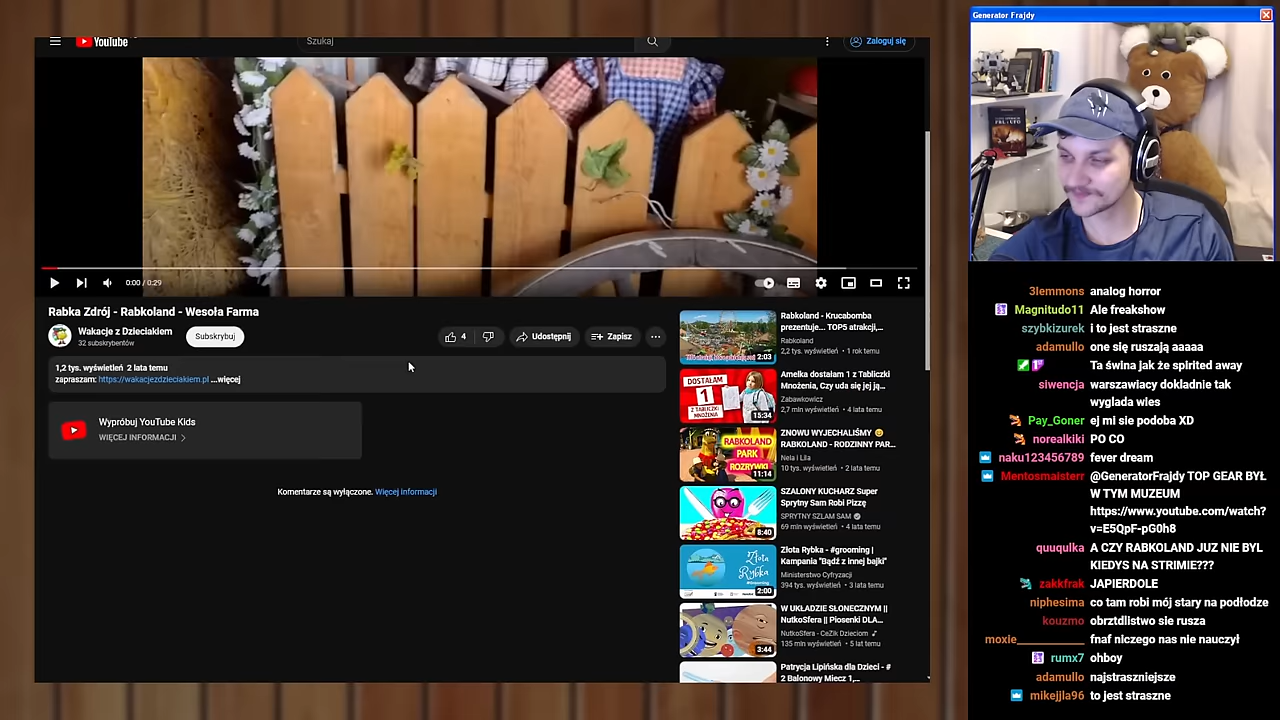 YouTube
Szukaj
Zaloguj się
0:00 / 0:29
Rabka Zdrój - Rabkoland - Wesoła Farma
Wakacje z Dzieciakiem
32 subskrybentów
Subskrybuj
4
Udostępnij
Zapisz
1,2 tys. wyświetleń 2 lata temu
zapraszam: https://wakacjezdzieciakiem.pl ...więcej
Wypróbuj YouTube Kids
WIĘCEJ INFORMACJI
Komentarze są wyłączone. Więcej informacji
2:03
Rabkoland - Krucabomba
prezentuje... TOP5 atrakcji,...
Rabkoland
2,2 tys. wyświetleń • 1 rok temu
DOSTAŁAM
1
Z TABLICZKI
MNOŻENIA
15:34
Amelka dostałam 1 z Tabliczki
Mnożenia, Czy uda się jej ją...
Zabawkowicz
2,7 mln wyświetleń • 4 lata temu
RABKOLAND
PARK
ROZRYWKI
11:14
ZNOWU WYJECHALIŚMY 😊
RABKOLAND - RODZINNY PAR...
Nela i Lila
10 tys. wyświetleń • 2 lata temu
8:40
SZALONY KUCHARZ Super
Sprytny Sam Robi Pizzę
SPRYTNY SZLAM SAM
69 mln wyświetleń • 4 lata temu
Złota
Rybka
2:00
Złota Rybka - #grooming |
Kampania "Bądź z innej bajki"
Ministerstwo Cyfryzacji
394 tys. wyświetleń • 3 lata temu
3:44
W UKŁADZIE SŁONECZNYM ||
NutkoSfera || Piosenki DLA...
NutkoSfera - CeZik Dzieciom
135 mln wyświetleń • 5 lat temu
Patrycja Lipińska dla Dzieci - #
2 Balonowy Miecz 1,...
Generator Frajdy
3lemmons analog horror
Magnitudo11 Ale freakshow
szybkizurek i to jest straszne
adamullo one się ruszają aaaaa
Ta świna jak że spirited away
siwencja warszawiacy dokładnie tak
wyglada wles
Pay_Goner ej mi sie podoba XD
norealkiki PO CO
naku123456789 fever dream
Mentosmaisterr @GeneratorFrajdy TOP GEAR BYŁ
W TYM MUZEUM
https://www.youtube.com/watch?
v=E5QpF-pG0h8
quuqulka A CZY RABKOLAND JUZ NIE BYL
KIEDYS NA STRIMIE???
zakkfrak JAPIERDOLE
niphesima co tam robi mój stary na podłodze
kouzmo obrztdlistwo sie rusza
moxie___________ fnaf niczego nas nie nauczył
rumx7 ohboy
adamullo najstraszniejsze
mikejjla96 to jest straszne